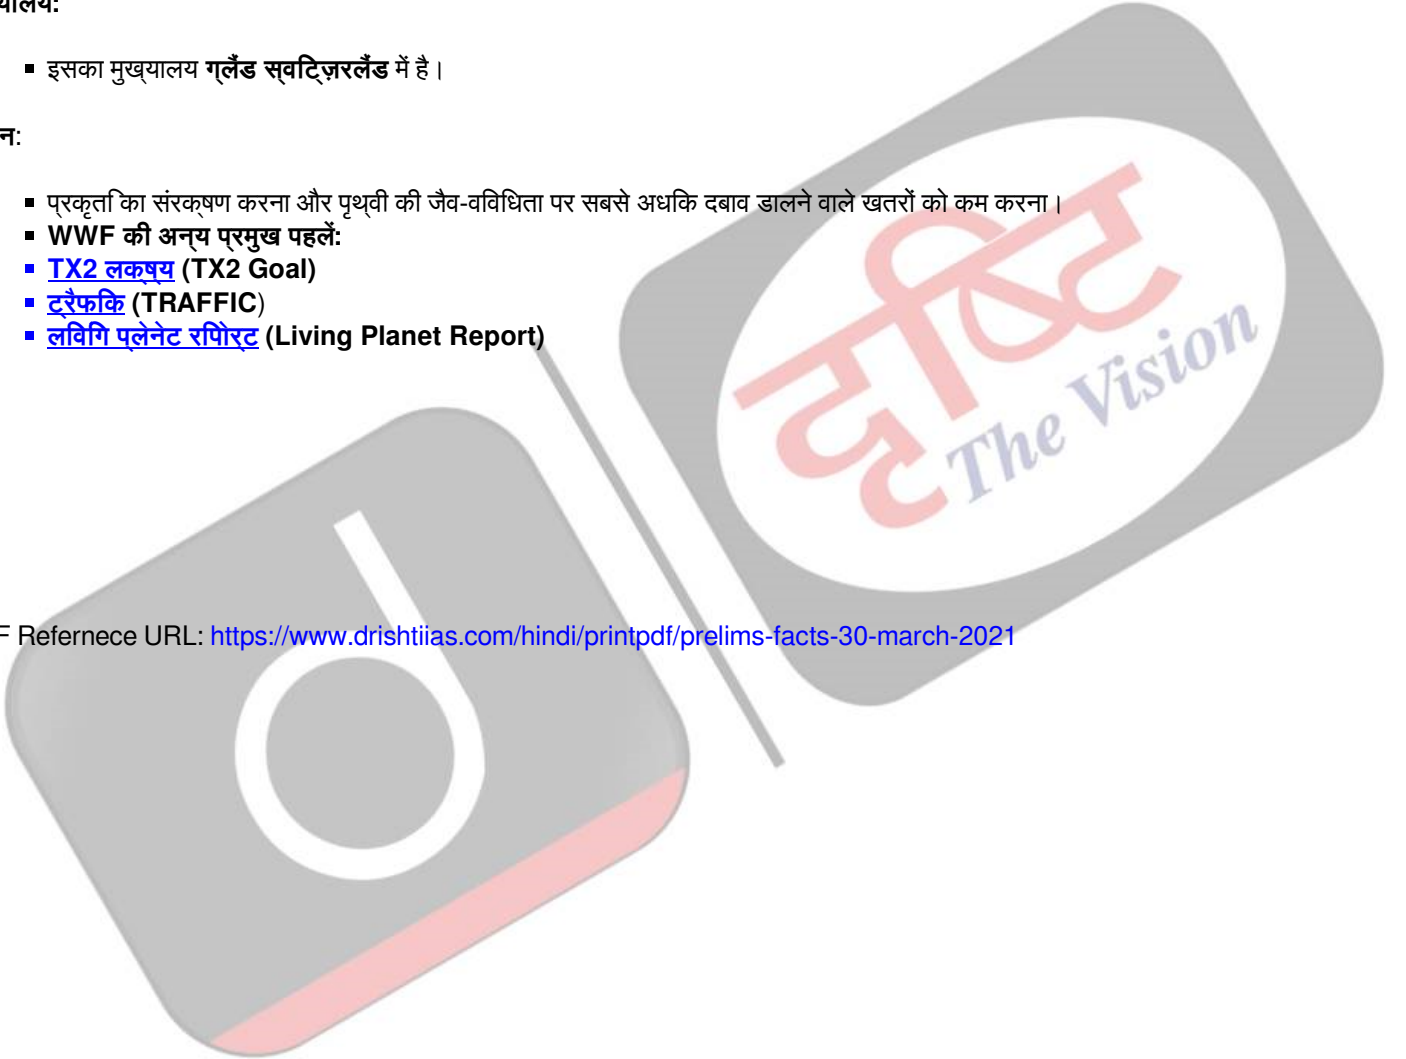 यालय:
▪ इसका मुख्यालय ग्लैंड स्विट्ज़रलैंड में है।
न:
▪ प्रकृति का संरक्षण करना और पृथ्वी की जैव-विविधता पर सबसे अधिक दबाव डालने वाले खतरों को कम करना।
▪ WWF की अन्य प्रमुख पहलें:
▪ TX2 लक्ष्य (TX2 Goal)
▪ ट्रैफिक (TRAFFIC)
▪ लिविंग प्लेनेट रिपोर्ट (Living Planet Report)
दृष्टि
The Vision
F Refernece URL: https://www.drishtiias.com/hindi/printpdf/prelims-facts-30-march-2021
d